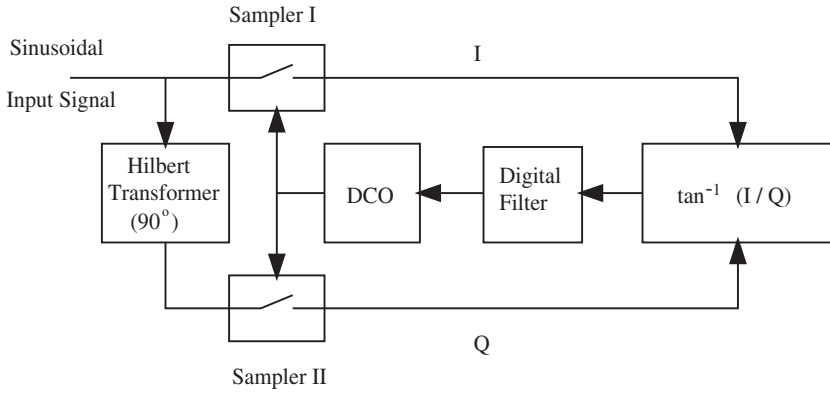 Sampler I
Sinusoidal
Input Signal
I
Hilbert
Transformer
(90°)
DCO
Digital
Filter
tan⁻¹ (I / Q)
Q
Sampler II